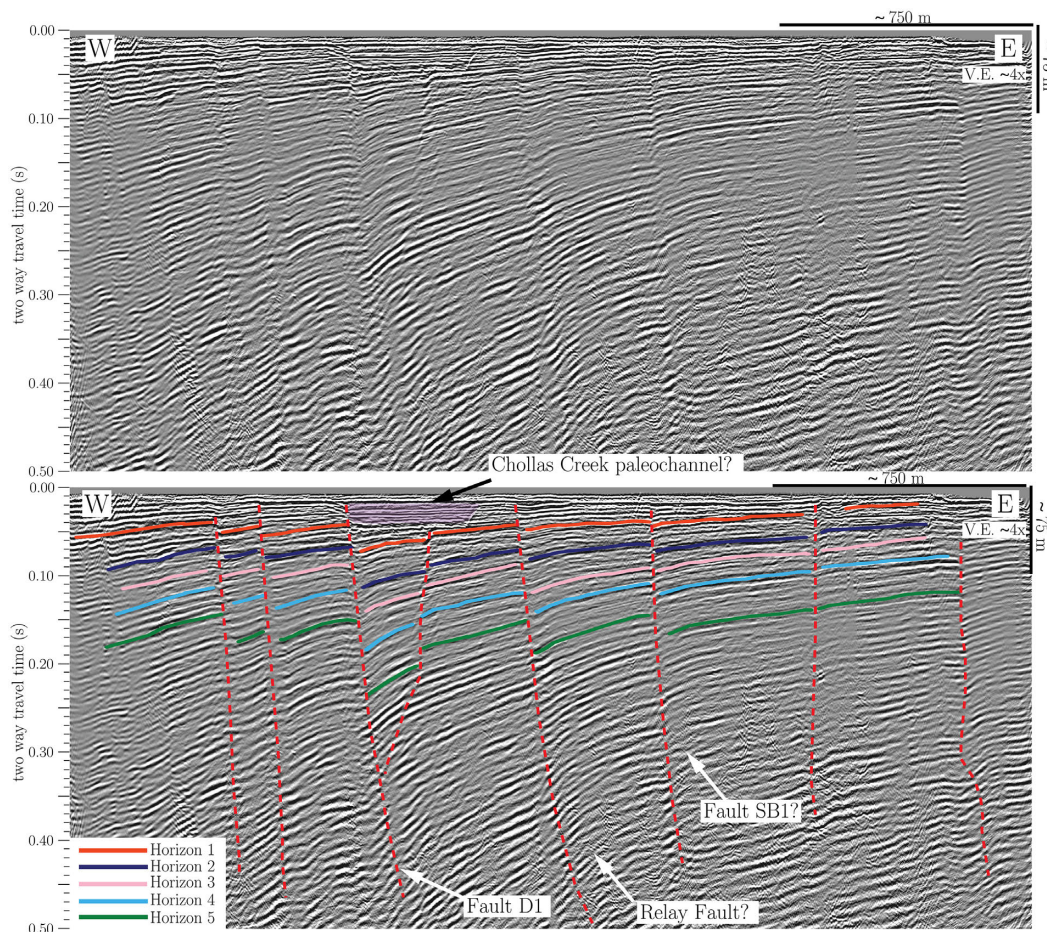 ~ 750 m
0.00
W
E
V.E. ~4x
75 m
0.10
0.20
two way travel time (s)
0.30
0.40
0.50
Chollas Creek paleochannel?
~ 750 m
0.00
W
E
V.E. ~4x
~ 75 m
0.10
0.20
two way travel time (s)
0.30
Fault SB1?
0.40
Horizon 1
Horizon 2
Horizon 3
Horizon 4
Horizon 5
Fault D1
Relay Fault?
0.50